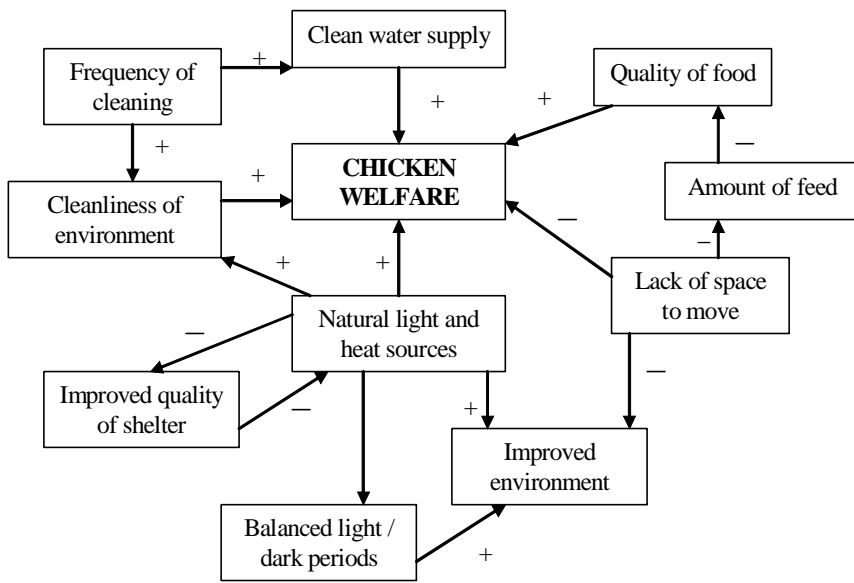 Clean water supply
+
Frequency of
cleaning
+
Quality of food
+
+
—
CHICKEN
WELFARE
Amount of feed
Cleanliness of
environment
+
—
–
+
+
Lack of space
to move
Natural light and
heat sources
—
—
Improved quality
of shelter
—
+
Improved
environment
Balanced light /
dark periods
+